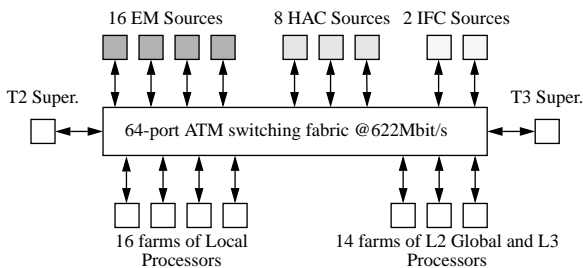 16 EM Sources
8 HAC Sources
2 IFC Sources
T2 Super.
T3 Super.
64-port ATM switching fabric @622Mbit/s
16 farms of Local
Processors
14 farms of L2 Global and L3
Processors